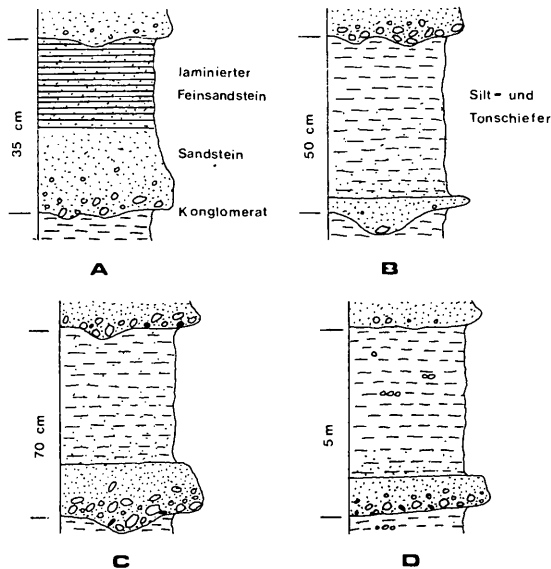 35 cm
laminierter
Feinsandstein
Sandstein
Konglomerat
A
50 cm
Silt- und
Tonschiefer
B
70 cm
C
5 m
D